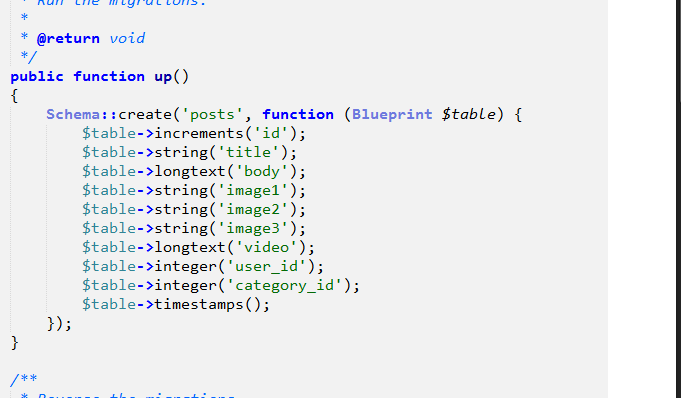 * Run the migrations.
*
* @return void
*/
public function up()
{
Schema::create('posts', function (Blueprint $table) {
$table->increments('id');
$table->string('title');
$table->longtext('body');
$table->string('image1');
$table->string('image2');
$table->string('image3');
$table->longtext('video');
$table->integer('user_id');
$table->integer('category_id');
$table->timestamps();
});
}
/**
* Reverse the migrations